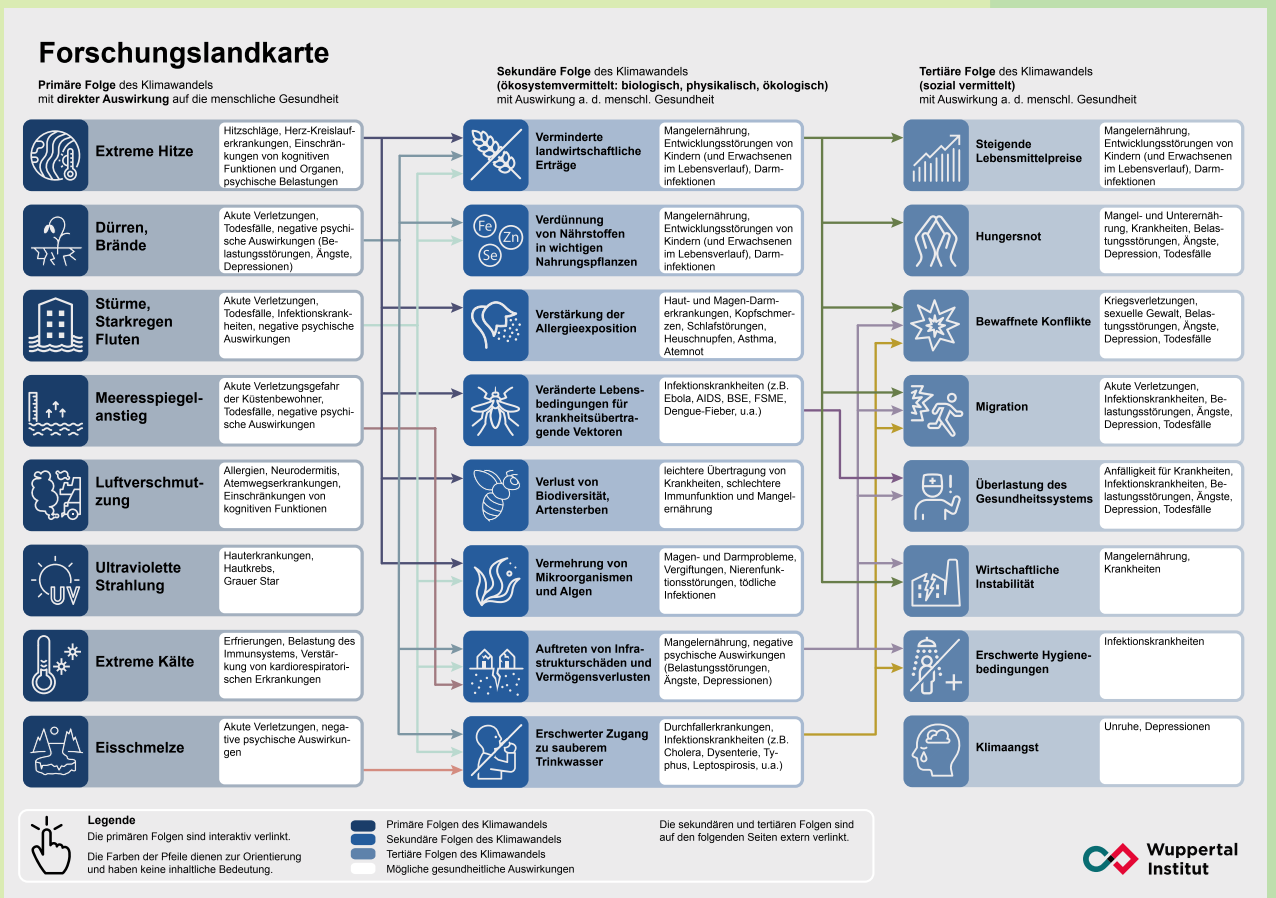 Forschungslandkarte
Primäre Folge des Klimawandels
mit direkter Auswirkung auf die menschliche Gesundheit
Extreme Hitze
Hitzschläge, Herz-Kreislauf-
erkrankungen, Einschrän-
kungen von kognitiven
Funktionen und Organen,
psychische Belastungen
Dürren,
Brände
Akute Verletzungen,
Todesfälle, negative psychi-
sche Auswirkungen (Be-
lastungsstörungen, Ängste,
Depressionen)
Stürme,
Starkregen
Fluten
Akute Verletzungen,
Todesfälle, Infektionskrank-
heiten, negative psychische
Auswirkungen
Meeresspiegel-
anstieg
Akute Verletzungsgefahr
der Küstenbewohner,
Todesfälle, negative psychi-
sche Auswirkungen
Luftverschmut-
zung
Allergien, Neurodermitis,
Atemwegserkrankungen,
Einschränkungen von
kognitiven Funktionen
Ultraviolette
Strahlung
UV
Hauterkrankungen,
Hautkrebs,
Grauer Star
Extreme Kälte
Erfrierungen, Belastung des
Immunsystems, Verstär-
kung von kardiorespiratori-
schen Erkrankungen
Eisschmelze
Akute Verletzungen, nega-
tive psychische Auswirkun-
gen
Sekundäre Folge des Klimawandels
(ökosystemvermittelt: biologisch, physikalisch, ökologisch)
mit Auswirkung a. d. menschl. Gesundheit
Verminderte
landwirtschaftliche
Erträge
Mangelernährung,
Entwicklungsstörungen von
Kindern (und Erwachsenen
im Lebensverlauf), Darm-
infektionen
Fe
Zn
Se
Verdünnung
von Nährstoffen
in wichtigen
Nahrungspflanzen
Mangelernährung,
Entwicklungsstörungen von
Kindern (und Erwachsenen
im Lebensverlauf), Darm-
infektionen
Verstärkung der
Allergieexposition
Haut- und Magen-Darm-
erkrankungen, Kopfschmer-
zen, Schlafstörungen,
Heuschnupfen, Asthma,
Atemnot
Veränderte Lebens-
bedingungen für
krankheitsübertra-
gende Vektoren
Infektionskrankheiten (z.B.
Ebola, AIDS, BSE, FSME,
Dengue-Fieber, u.a.)
Verlust von
Biodiversität,
Artensterben
leichtere Übertragung von
Krankheiten, schlechtere
Immunfunktion und Mangel-
ernährung
Vermehrung von
Mikroorganismen
und Algen
Magen- und Darmprobleme,
Vergiftungen, Nierenfunk-
tionsstörungen, tödliche
Infektionen
Auftreten von Infra-
strukturschäden und
Vermögensverlusten
Mangelernährung, negative
psychische Auswirkungen
(Belastungsstörungen,
Ängste, Depressionen)
Erschwerter Zugang
zu sauberem
Trinkwasser
Durchfallerkrankungen,
Infektionskrankheiten (z.B.
Cholera, Dysenterie, Ty-
phus, Leptospirosis, u.a.)
Tertiäre Folge des Klimawandels
(sozial vermittelt)
mit Auswirkung a. d. menschl. Gesundheit
Steigende
Lebensmittelpreise
Mangelernährung,
Entwicklungsstörungen von
Kindern (und Erwachsenen
im Lebensverlauf), Darm-
infektionen
Hungersnot
Mangel- und Unterernäh-
rung, Krankheiten, Belas-
tungsstörungen, Ängste,
Depression, Todesfälle
Bewaffnete Konflikte
Kriegsverletzungen,
sexuelle Gewalt, Belas-
tungsstörungen, Ängste,
Depression, Todesfälle
Migration
Akute Verletzungen,
Infektionskrankheiten, Be-
lastungsstörungen, Ängste,
Depression, Todesfälle
Überlastung des
Gesundheitssystems
Anfälligkeit für Krankheiten,
Infektionskrankheiten, Be-
lastungsstörungen, Ängste,
Depression, Todesfälle
Wirtschaftliche
Instabilität
Mangelernährung,
Krankheiten
Erschwerte Hygiene-
bedingungen
Infektionskrankheiten
Klimaangst
Unruhe, Depressionen
Legende
Die primären Folgen sind interaktiv verlinkt.
Die Farben der Pfeile dienen zur Orientierung
und haben keine inhaltliche Bedeutung.
Primäre Folgen des Klimawandels
Sekundäre Folgen des Klimawandels
Tertiäre Folgen des Klimawandels
Mögliche gesundheitliche Auswirkungen
Die sekundären und tertiären Folgen sind
auf den folgenden Seiten extern verlinkt.
Wuppertal
Institut